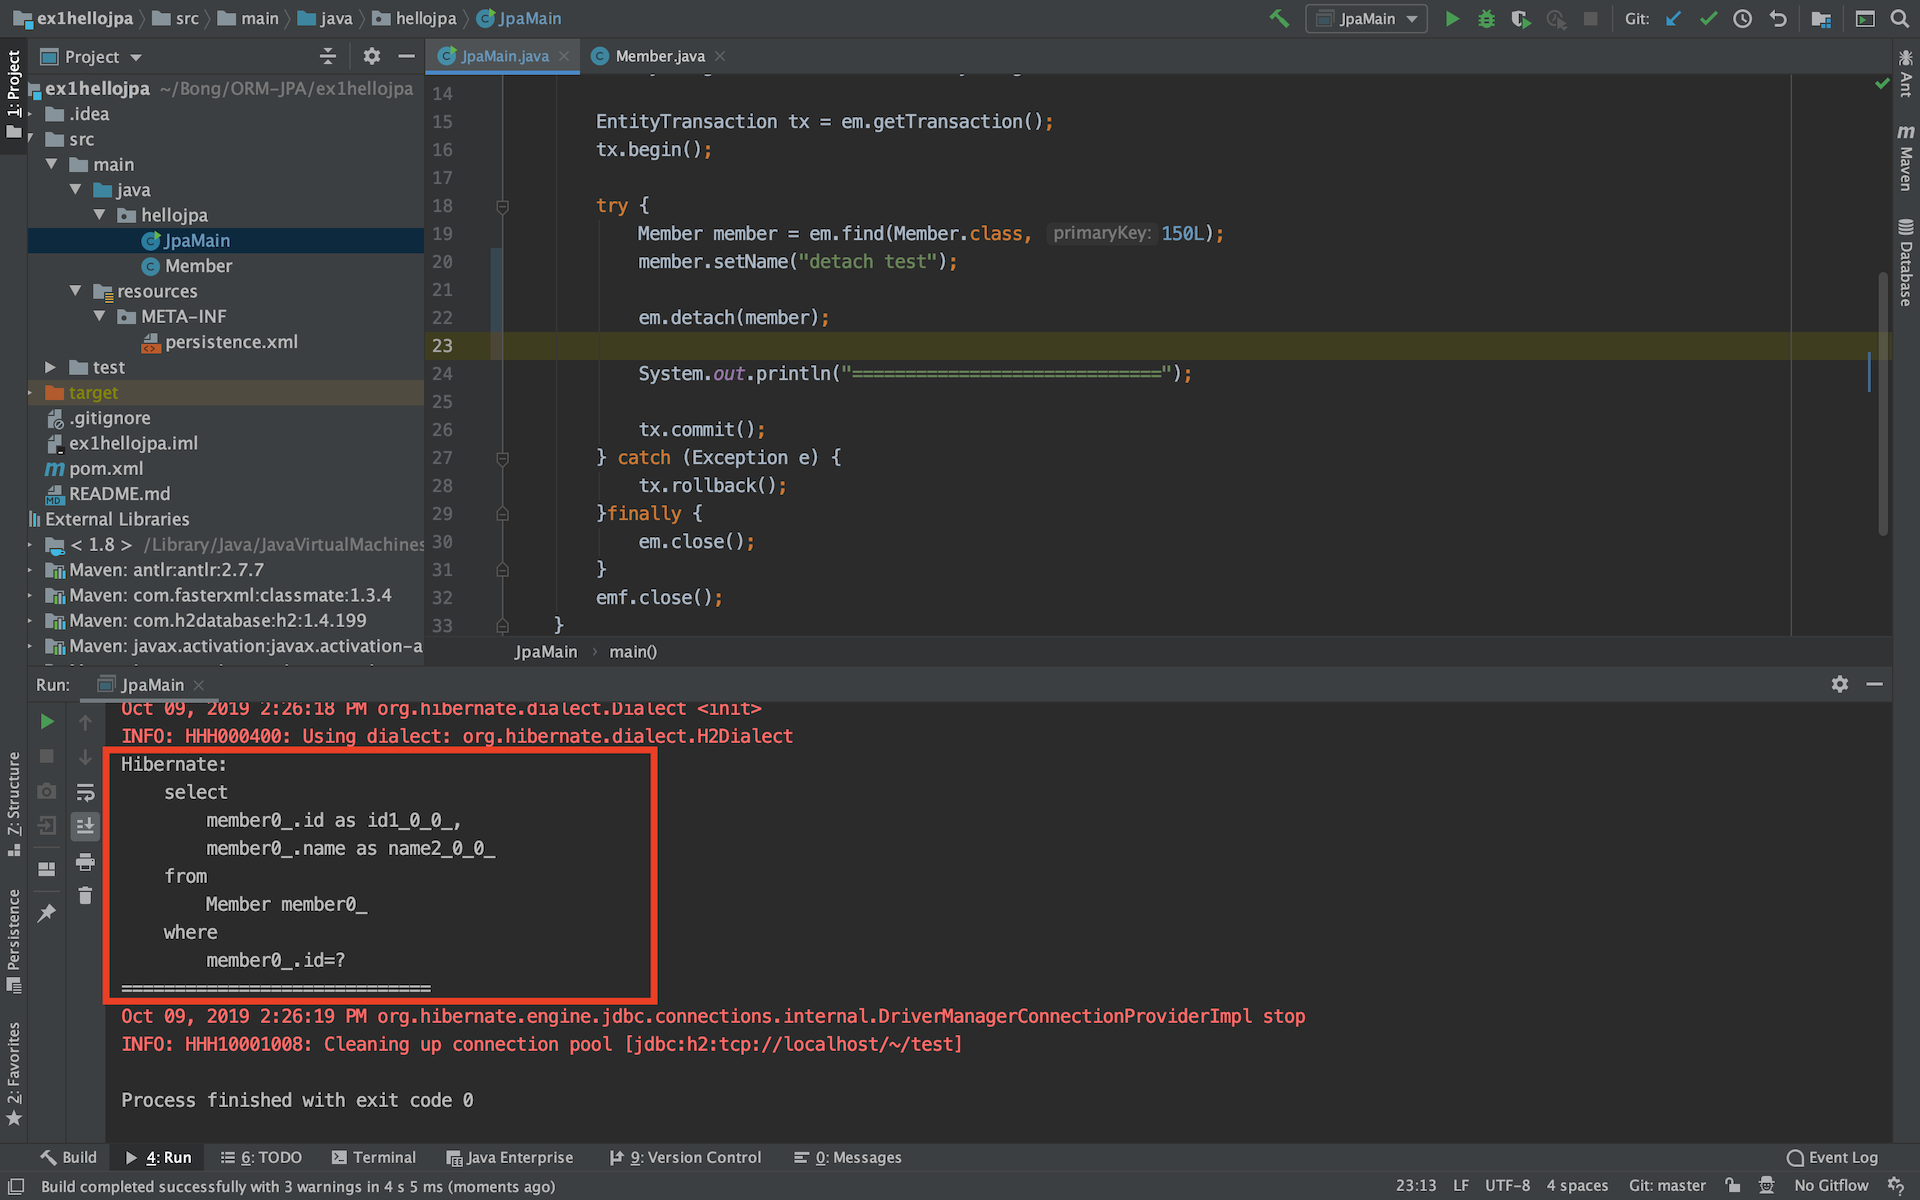 ex1hellojpa src main java hellojpa JpaMain JpaMain Git:
Project JpaMain.java Member.java
1: Project
ex1hellojpa ~/Bong/ORM-JPA/ex1hellojpa
.idea
src
main
java
hellojpa
JpaMain
Member
resources
META-INF
persistence.xml
test
target
.gitignore
ex1hellojpa.iml
pom.xml
README.md
External Libraries
< 1.8 > /Library/Java/JavaVirtualMachines
Maven: antlr:antlr:2.7.7
Maven: com.fasterxml:classmate:1.3.4
Maven: com.h2database:h2:1.4.199
Maven: javax.activation:javax.activation-a
14
15 EntityTransaction tx = em.getTransaction();
16 tx.begin();
17
18 try {
19 Member member = em.find(Member.class, primaryKey: 150L);
20 member.setName("detach test");
21
22 em.detach(member);
23
24 System.out.println("=============================");
25
26 tx.commit();
27 } catch (Exception e) {
28 tx.rollback();
29 }finally {
30 em.close();
31 }
32 emf.close();
33 }
JpaMain › main()
Ant
Maven
Database
Run: JpaMain
Oct 09, 2019 2:26:18 PM org.hibernate.dialect.Dialect <init>
INFO: HHH000400: Using dialect: org.hibernate.dialect.H2Dialect
Hibernate:
select
member0_.id as id1_0_0_,
member0_.name as name2_0_0_
from
Member member0_
where
member0_.id=?
=============================
Oct 09, 2019 2:26:19 PM org.hibernate.engine.jdbc.connections.internal.DriverManagerConnectionProviderImpl stop
INFO: HHH10001008: Cleaning up connection pool [jdbc:h2:tcp://localhost/~/test]
Process finished with exit code 0
Z: Structure
Persistence
2: Favorites
Build 4: Run 6: TODO Terminal Java Enterprise 9: Version Control 0: Messages Event Log
Build completed successfully with 3 warnings in 4 s 5 ms (moments ago) 23:13 LF UTF-8 4 spaces Git: master No Gitflow